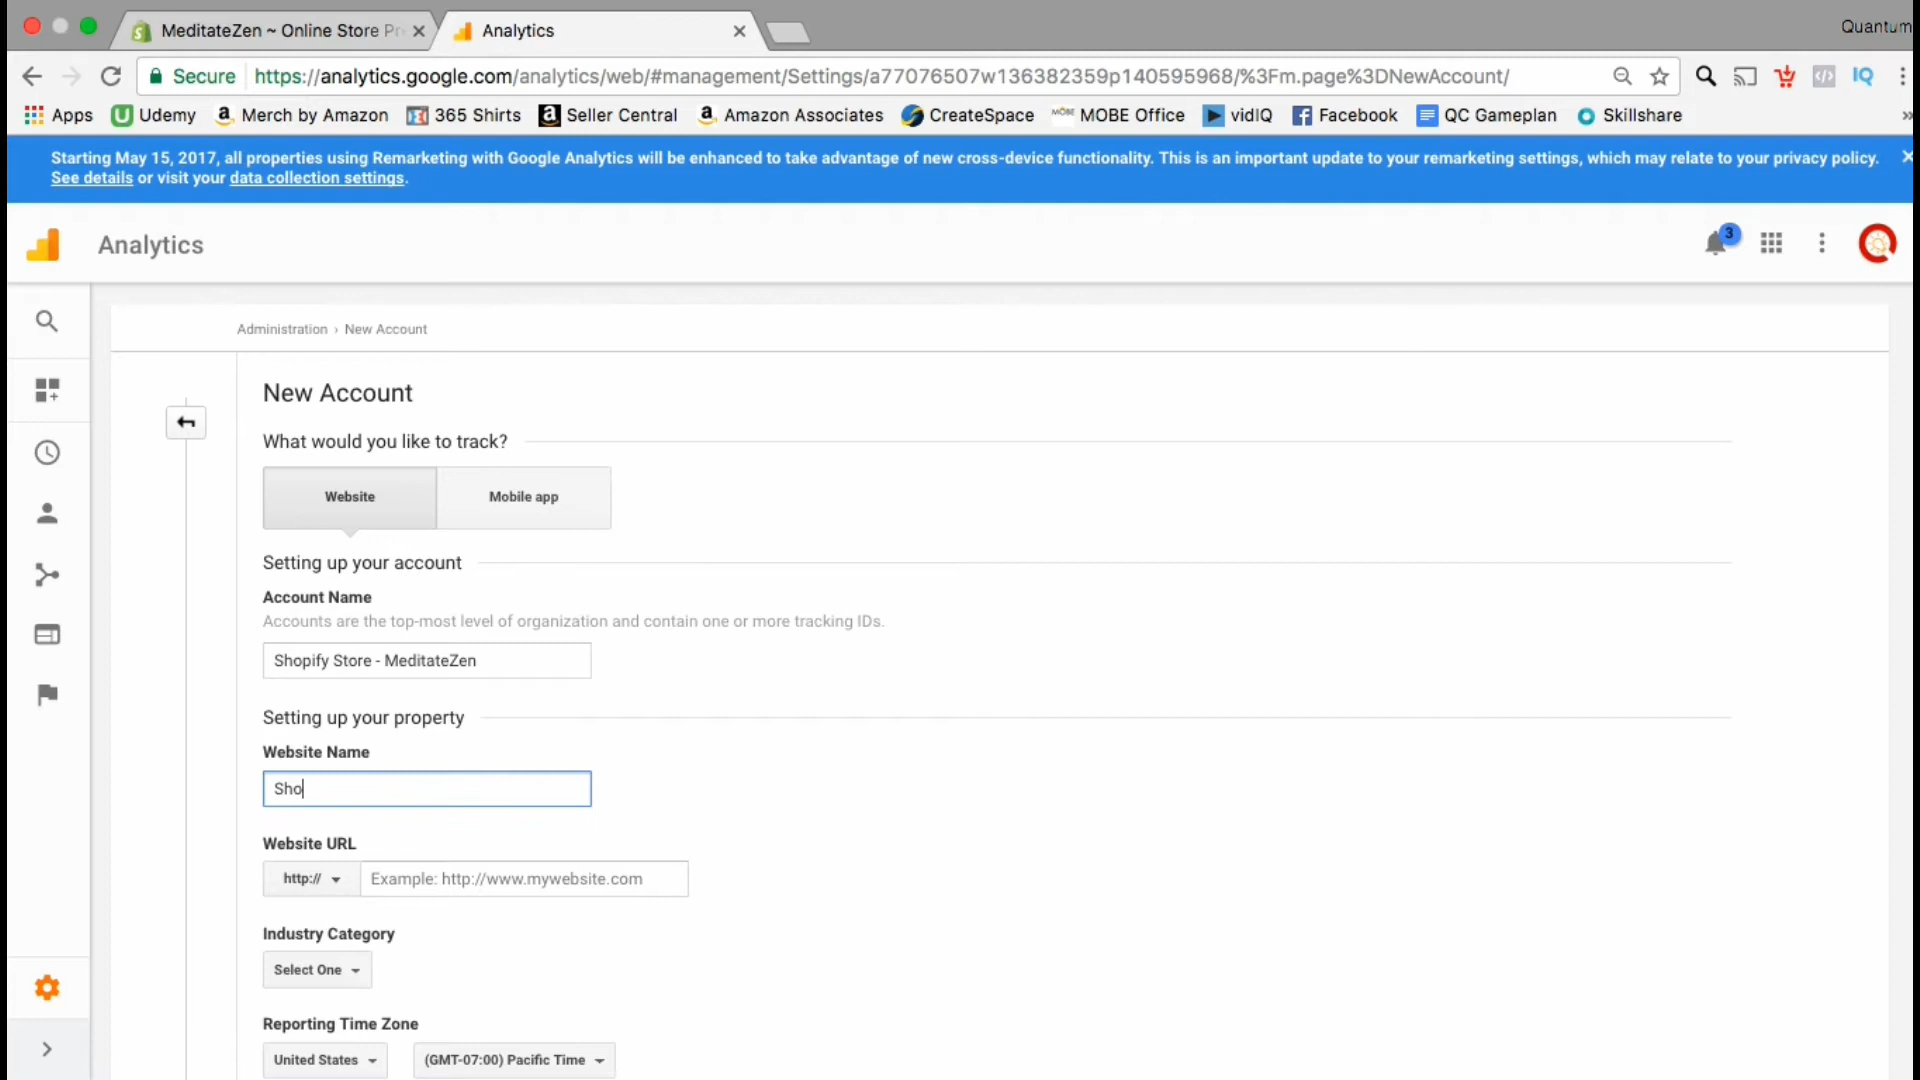 Quantum
MeditateZen ~ Online Store Pr
Analytics
Secure https://analytics.google.com/analytics/web/#management/Settings/a77076507w136382359p140595968/%3Fm.page%3DNewAccount/
IQ
Apps Udemy Merch by Amazon 365 Shirts Seller Central Amazon Associates CreateSpace MOBE MOBE Office vidIQ Facebook QC Gameplan Skillshare »
Starting May 15, 2017, all properties using Remarketing with Google Analytics will be enhanced to take advantage of new cross-device functionality. This is an important update to your remarketing settings, which may relate to your privacy policy.
See details or visit your data collection settings.
Analytics
3
Administration › New Account
New Account
What would you like to track?
Website Mobile app
Setting up your account
Account Name
Accounts are the top-most level of organization and contain one or more tracking IDs.
Shopify Store - MeditateZen
Setting up your property
Website Name
Sho
Website URL
http:// Example: http://www.mywebsite.com
Industry Category
Select One
Reporting Time Zone
United States (GMT-07:00) Pacific Time